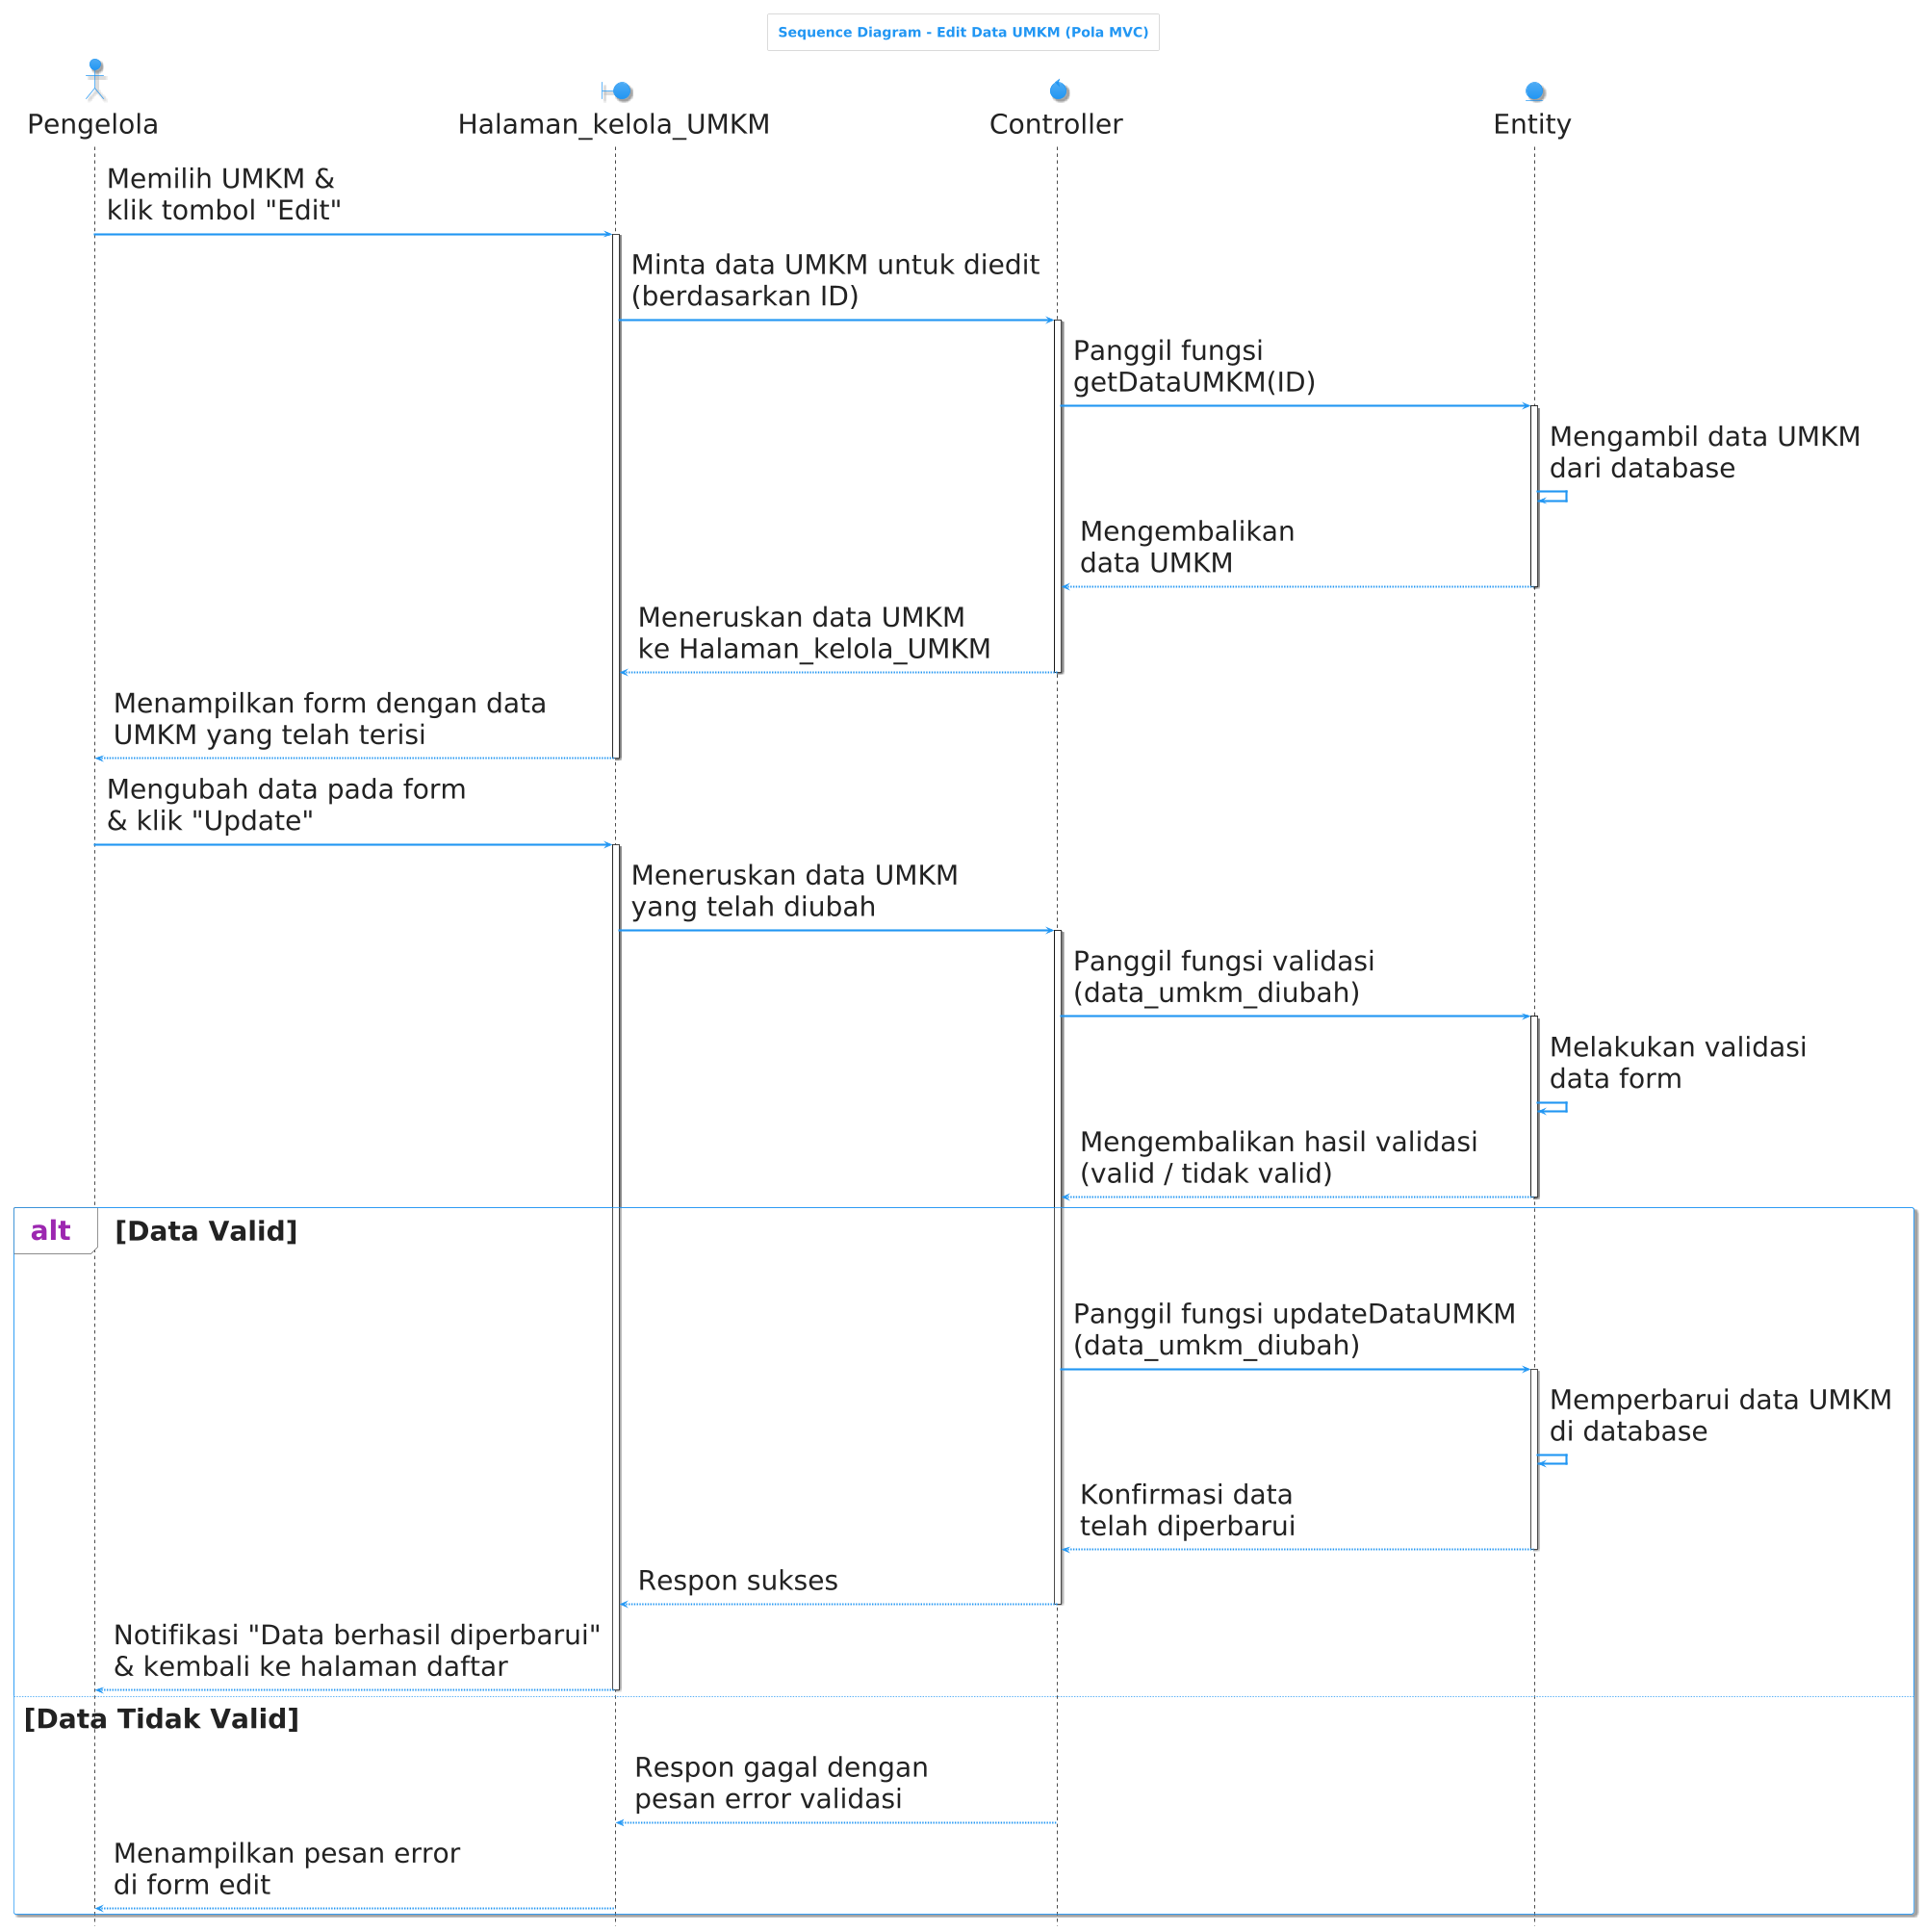 Sequence Diagram - Edit Data UMKM (Pola MVC)
Pengelola
Halaman_kelola_UMKM
Controller
Entity
Memilih UMKM &
klik tombol "Edit"
Minta data UMKM untuk diedit
(berdasarkan ID)
Panggil fungsi
getDataUMKM(ID)
Mengambil data UMKM
dari database
Mengembalikan
data UMKM
Meneruskan data UMKM
ke Halaman_kelola_UMKM
Menampilkan form dengan data
UMKM yang telah terisi
Mengubah data pada form
& klik "Update"
Meneruskan data UMKM
yang telah diubah
Panggil fungsi validasi
(data_umkm_diubah)
Melakukan validasi
data form
Mengembalikan hasil validasi
(valid / tidak valid)
alt [Data Valid]
Panggil fungsi updateDataUMKM
(data_umkm_diubah)
Memperbarui data UMKM
di database
Konfirmasi data
telah diperbarui
Respon sukses
Notifikasi "Data berhasil diperbarui"
& kembali ke halaman daftar
[Data Tidak Valid]
Respon gagal dengan
pesan error validasi
Menampilkan pesan error
di form edit